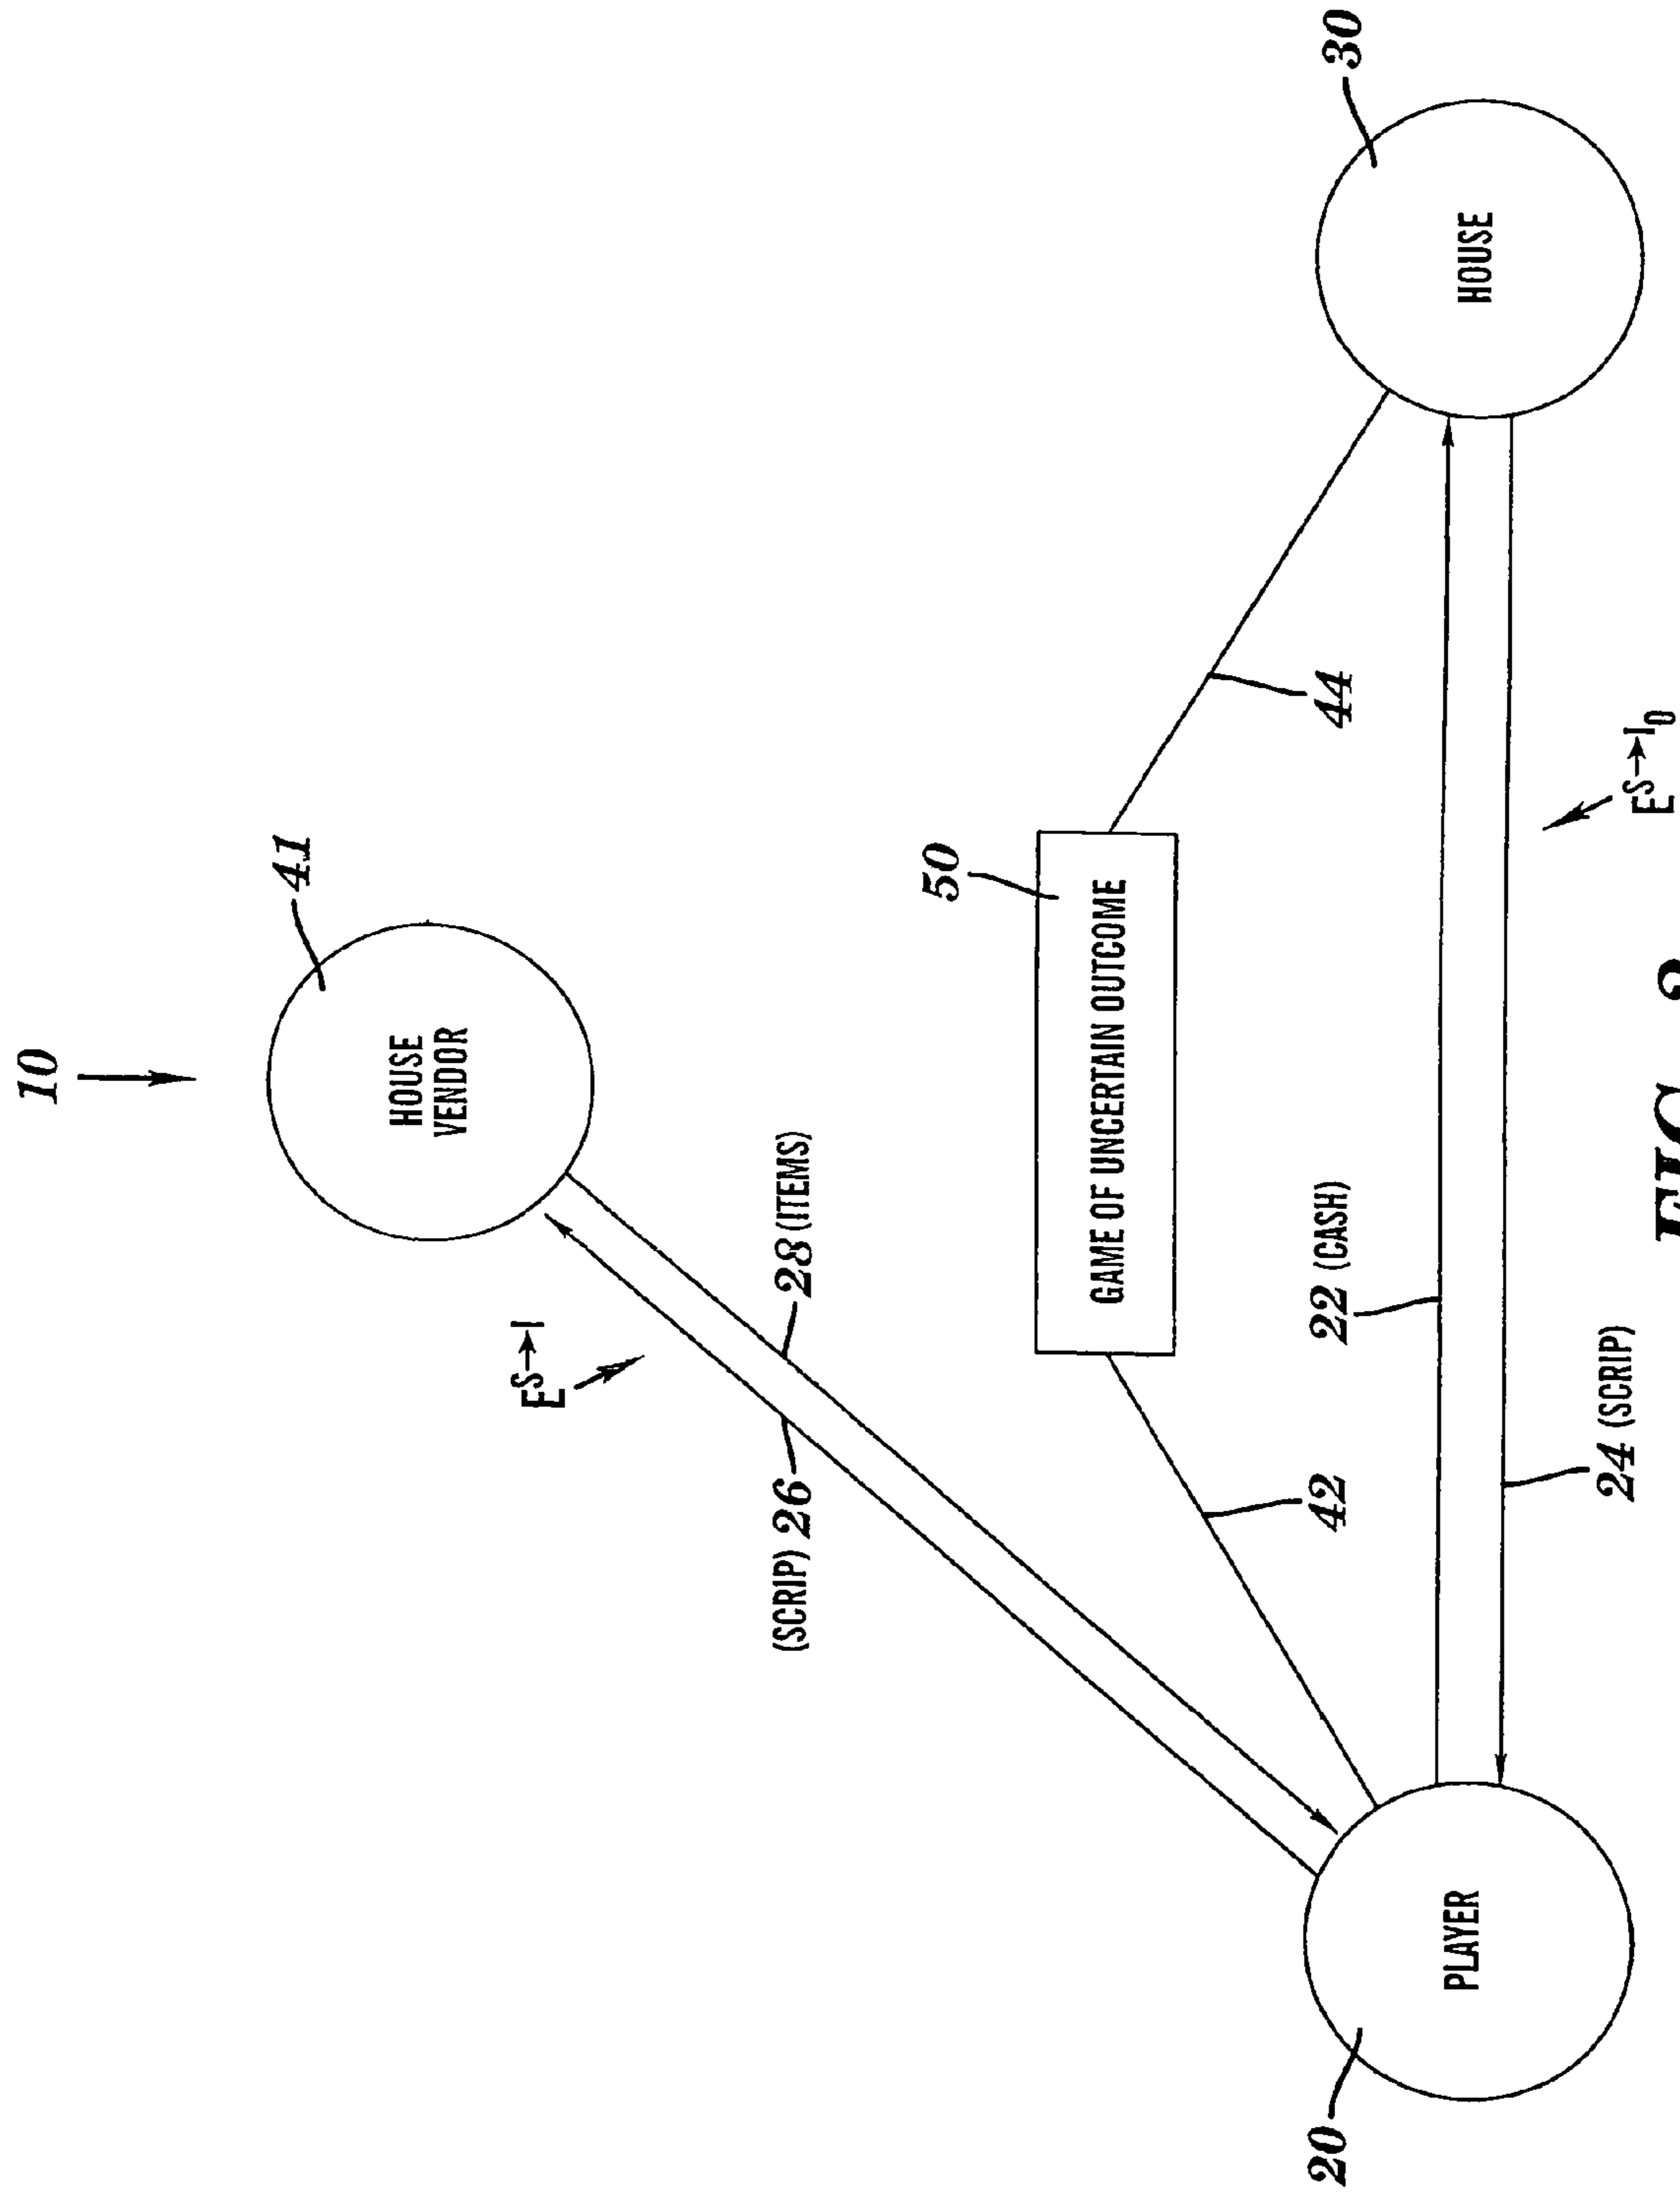 10
41
HOUSE
VENDOR
E^S→I
28 (ITEMS)
(SCRIP) 26
50
GAME OF UNCERTAIN OUTCOME
30
HOUSE
44
42
22 (CASH)
20
PLAYER
24 (SCRIP)
E^S→I_0